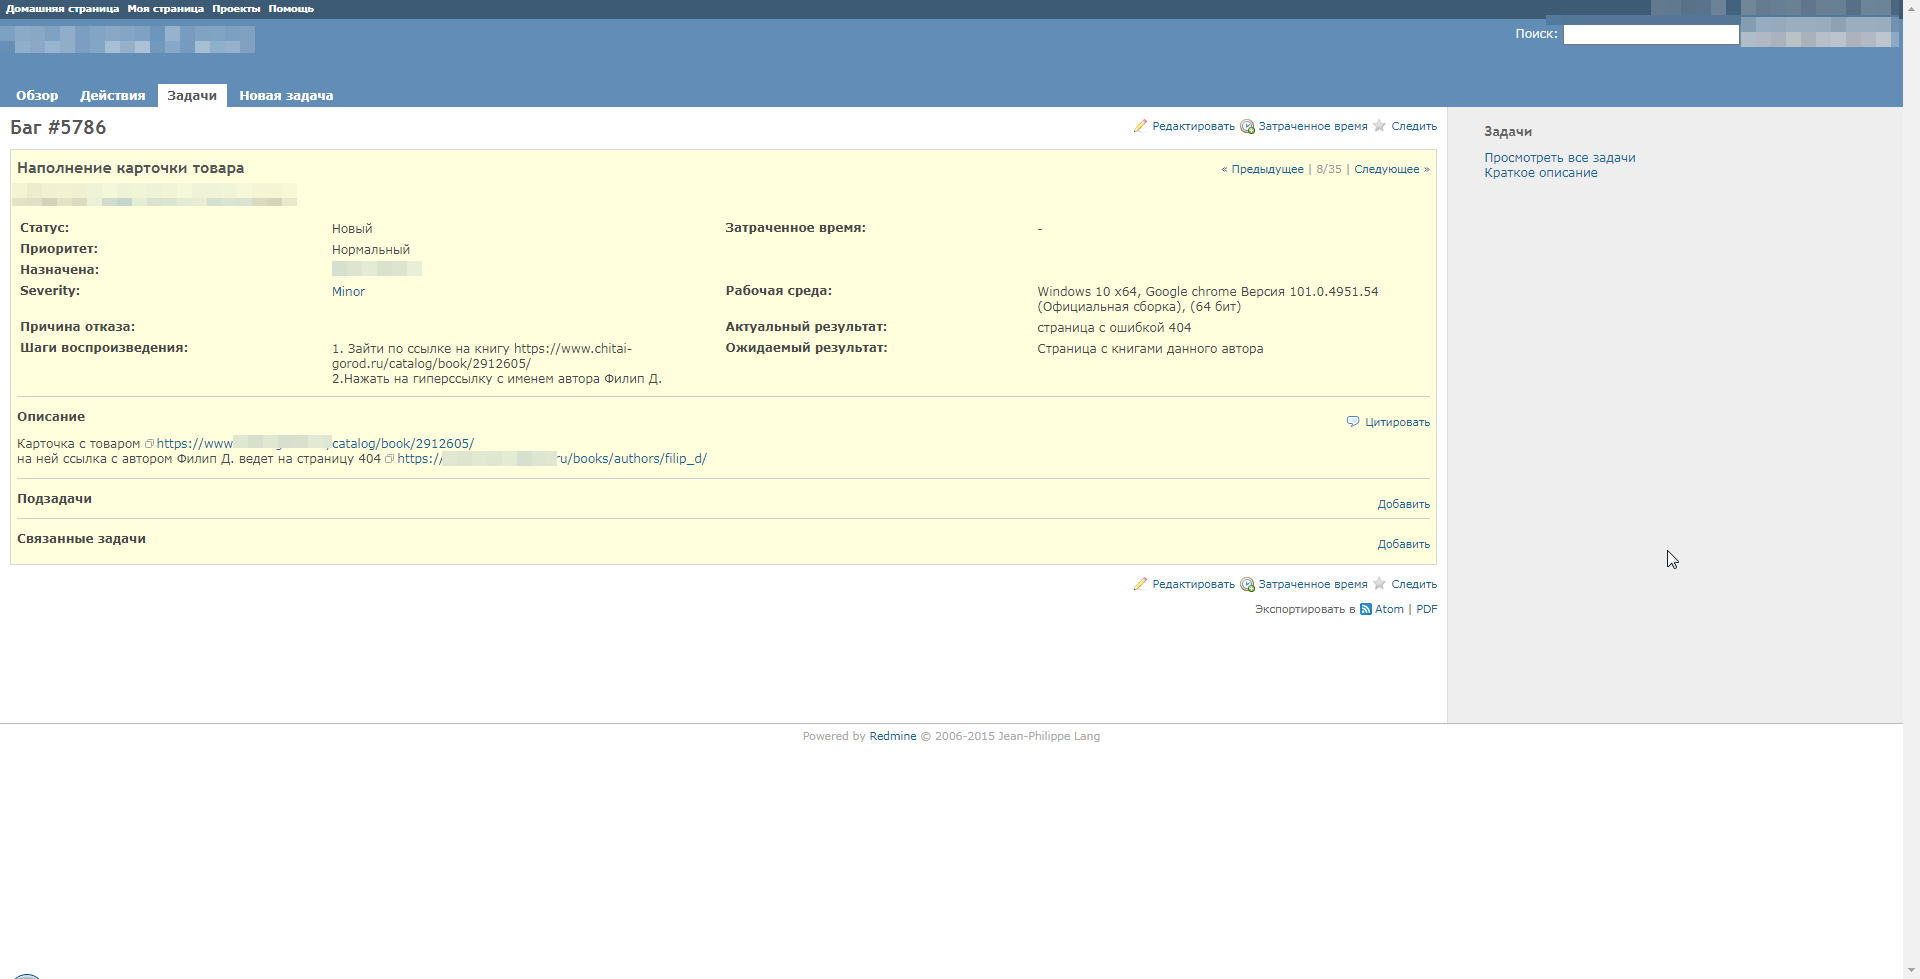 Домашняя страница Моя страница Проекты Помощь
Поиск:
Обзор Действия Задачи Новая задача
Баг #5786
Редактировать Затраченное время Следить
Наполнение карточки товара
« Предыдущее | 8/35 | Следующее »
Статус: Новый Затраченное время: -
Приоритет: Нормальный
Назначена:
Severity: Minor Рабочая среда: Windows 10 x64, Google chrome Версия 101.0.4951.54
(Официальная сборка), (64 бит)
Причина отказа: Актуальный результат: страница с ошибкой 404
Шаги воспроизведения: 1. Зайти по ссылке на книгу https://www.chitai-
gorod.ru/catalog/book/2912605/
2.Нажать на гиперссылку с именем автора Филип Д.
Ожидаемый результат: Страница с книгами данного автора
Описание
Цитировать
Карточка с товаром https://www catalog/book/2912605/
на ней ссылка с автором Филип Д. ведет на страницу 404 https:// ru/books/authors/filip_d/
Подзадачи
Добавить
Связанные задачи
Добавить
Редактировать Затраченное время Следить
Экспортировать в Atom | PDF
Задачи
Просмотреть все задачи
Краткое описание
Powered by Redmine © 2006-2015 Jean-Philippe Lang